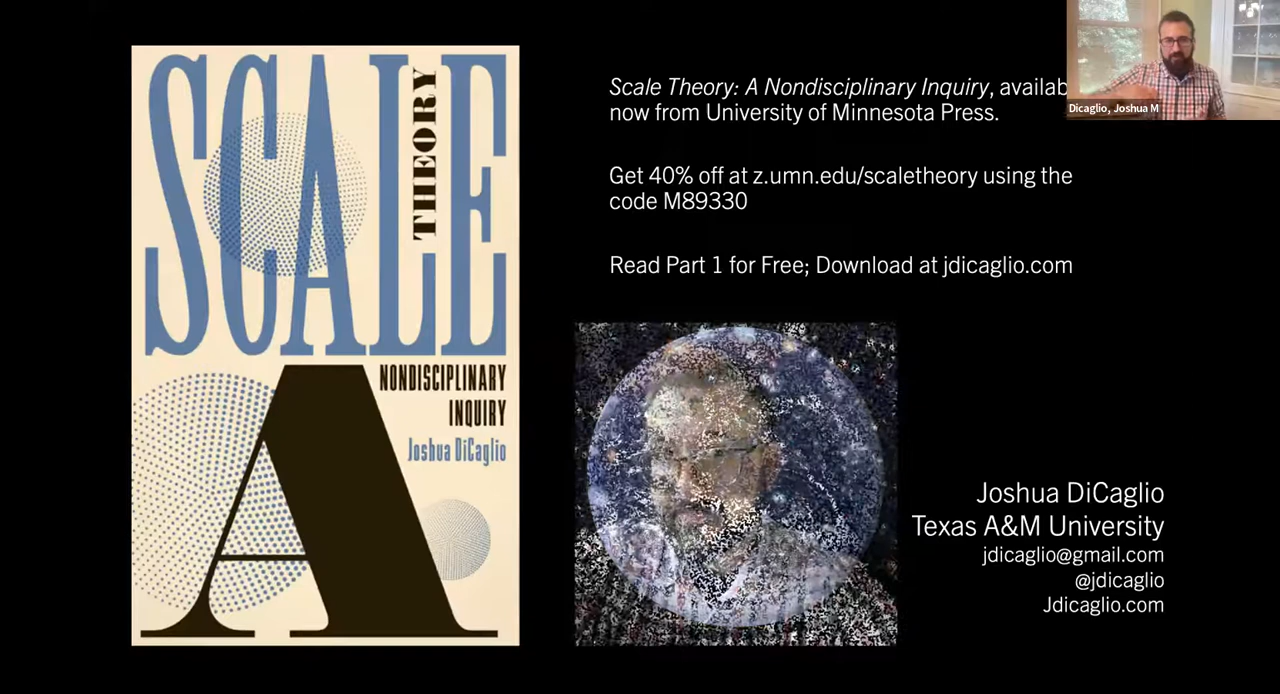 SCALE
THEORY
A
NONDISCIPLINARY
INQUIRY
Joshua DiCaglio
Scale Theory: A Nondisciplinary Inquiry, availab
now from University of Minnesota Press.
Get 40% off at z.umn.edu/scaletheory using the
code M89330
Read Part 1 for Free; Download at jdicaglio.com
Dicaglio, Joshua M
Joshua DiCaglio
Texas A&M University
jdicaglio@gmail.com
@jdicaglio
Jdicaglio.com